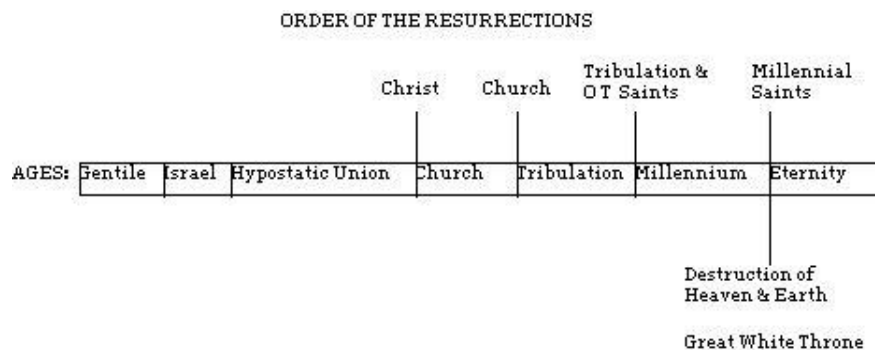 ORDER OF THE RESURRECTIONS
Christ
Church
Tribulation &
O T Saints
Millennial
Saints
AGES: Gentile Israel Hypostatic Union Church Tribulation Millennium Eternity
Destruction of
Heaven & Earth
Great White Throne